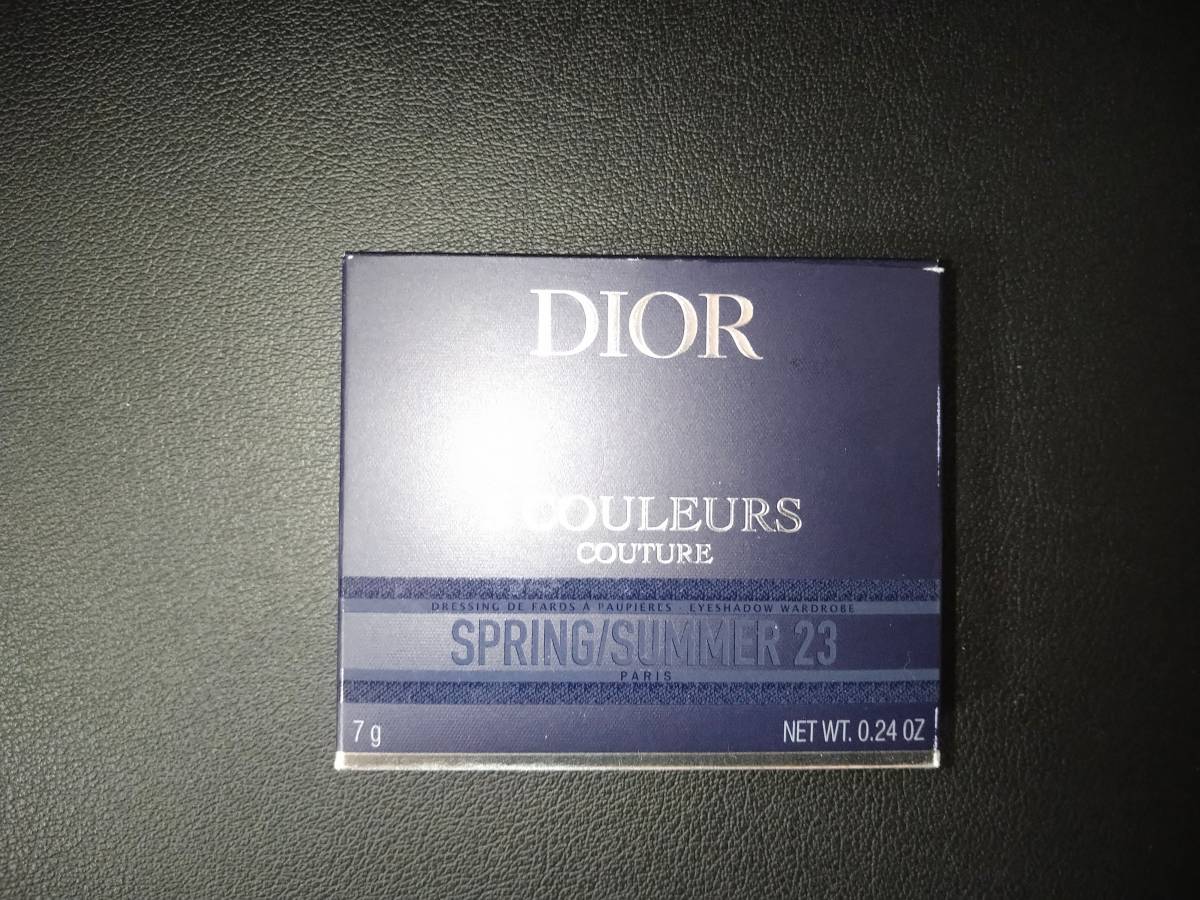 DIOR
COULEURS
COUTURE
DRESSING DE FARDS À PAUPIÈRES - EYESHADOW WARDROBE
SPRING/SUMMER 23
PARIS
7 g
NET WT. 0.24 OZ